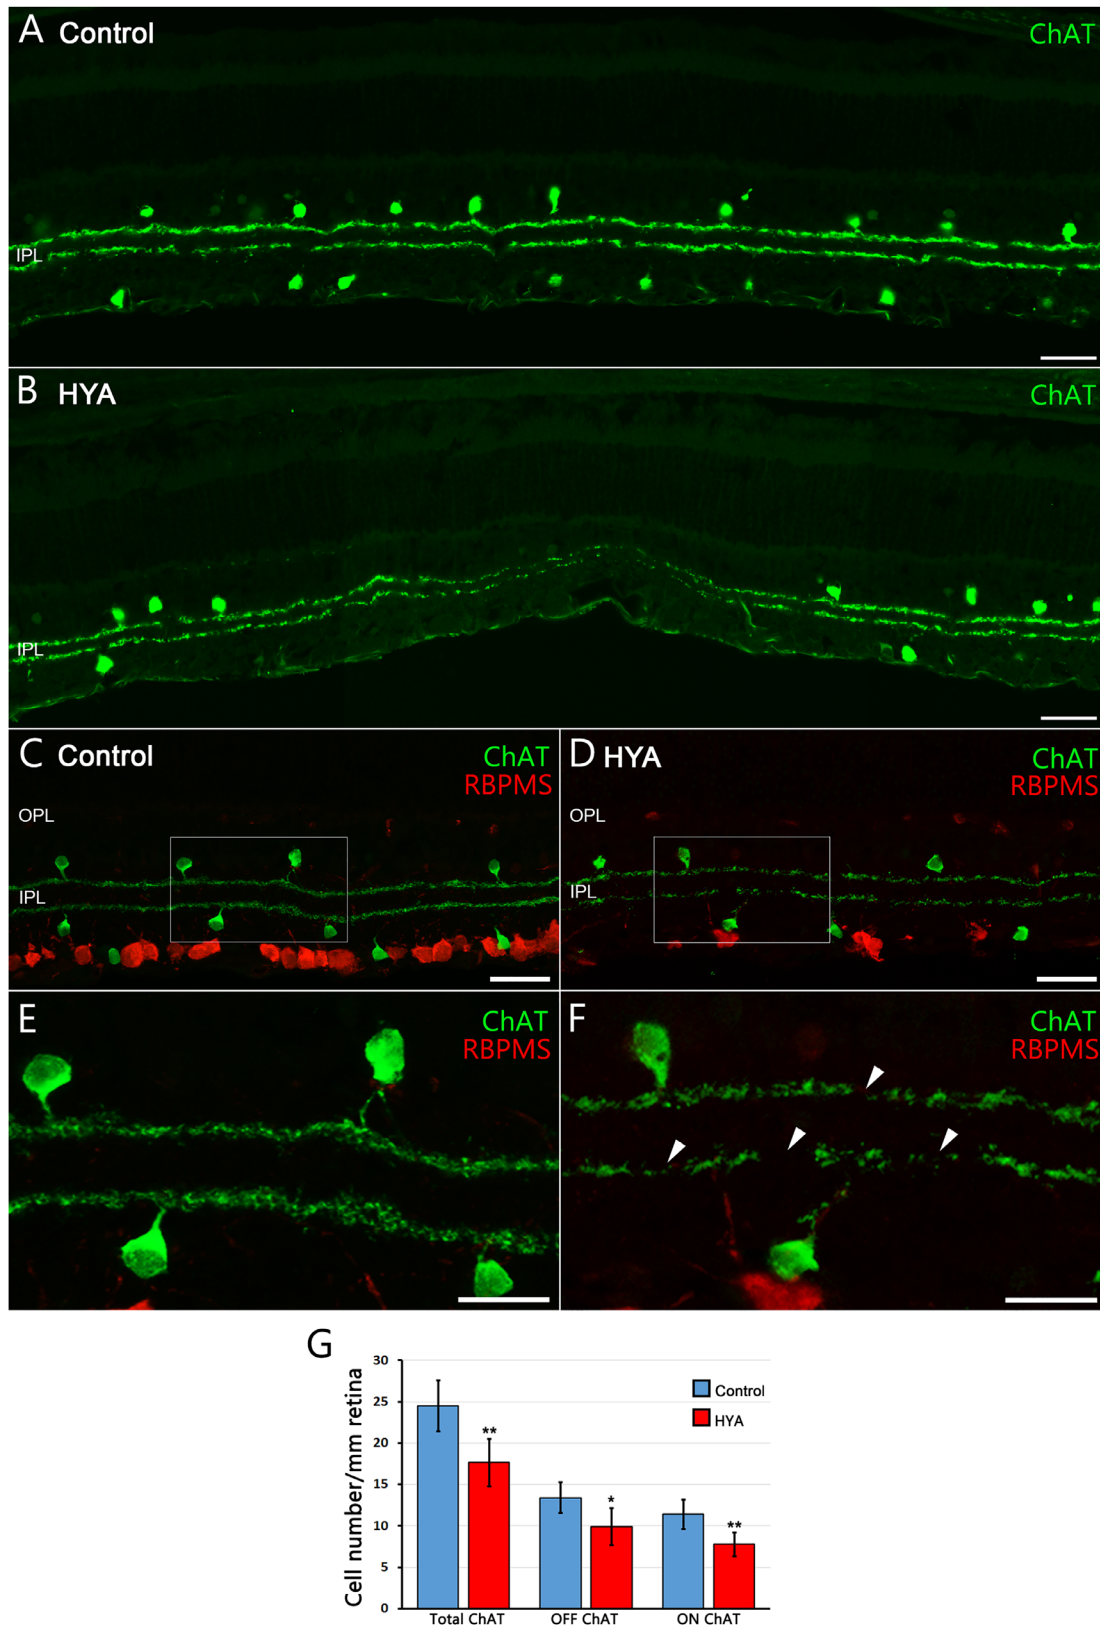 A Control ChAT
IPL
B HYA ChAT
IPL
C Control ChAT
RBPMS
OPL
IPL
D HYA ChAT
RBPMS
OPL
IPL
E ChAT
RBPMS
F ChAT
RBPMS
G
Cell number/mm retina
30
25
20
15
10
5
0
Control
HYA
**
*
**
Total ChAT OFF ChAT ON ChAT